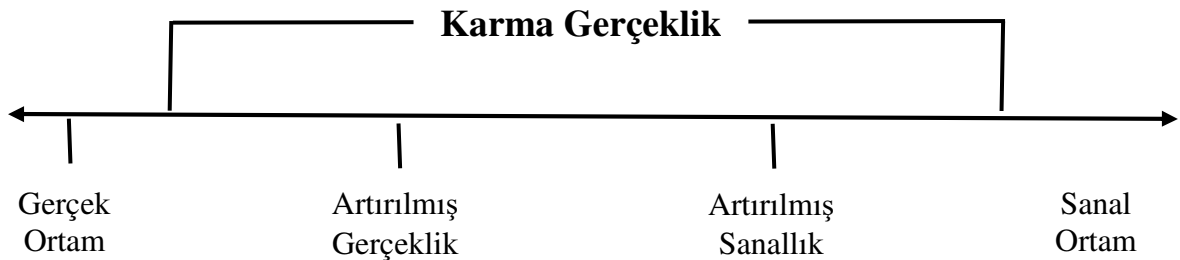 Karma Gerçeklik
Gerçek
Ortam
Artırılmış
Gerçeklik
Artırılmış
Sanallık
Sanal
Ortam